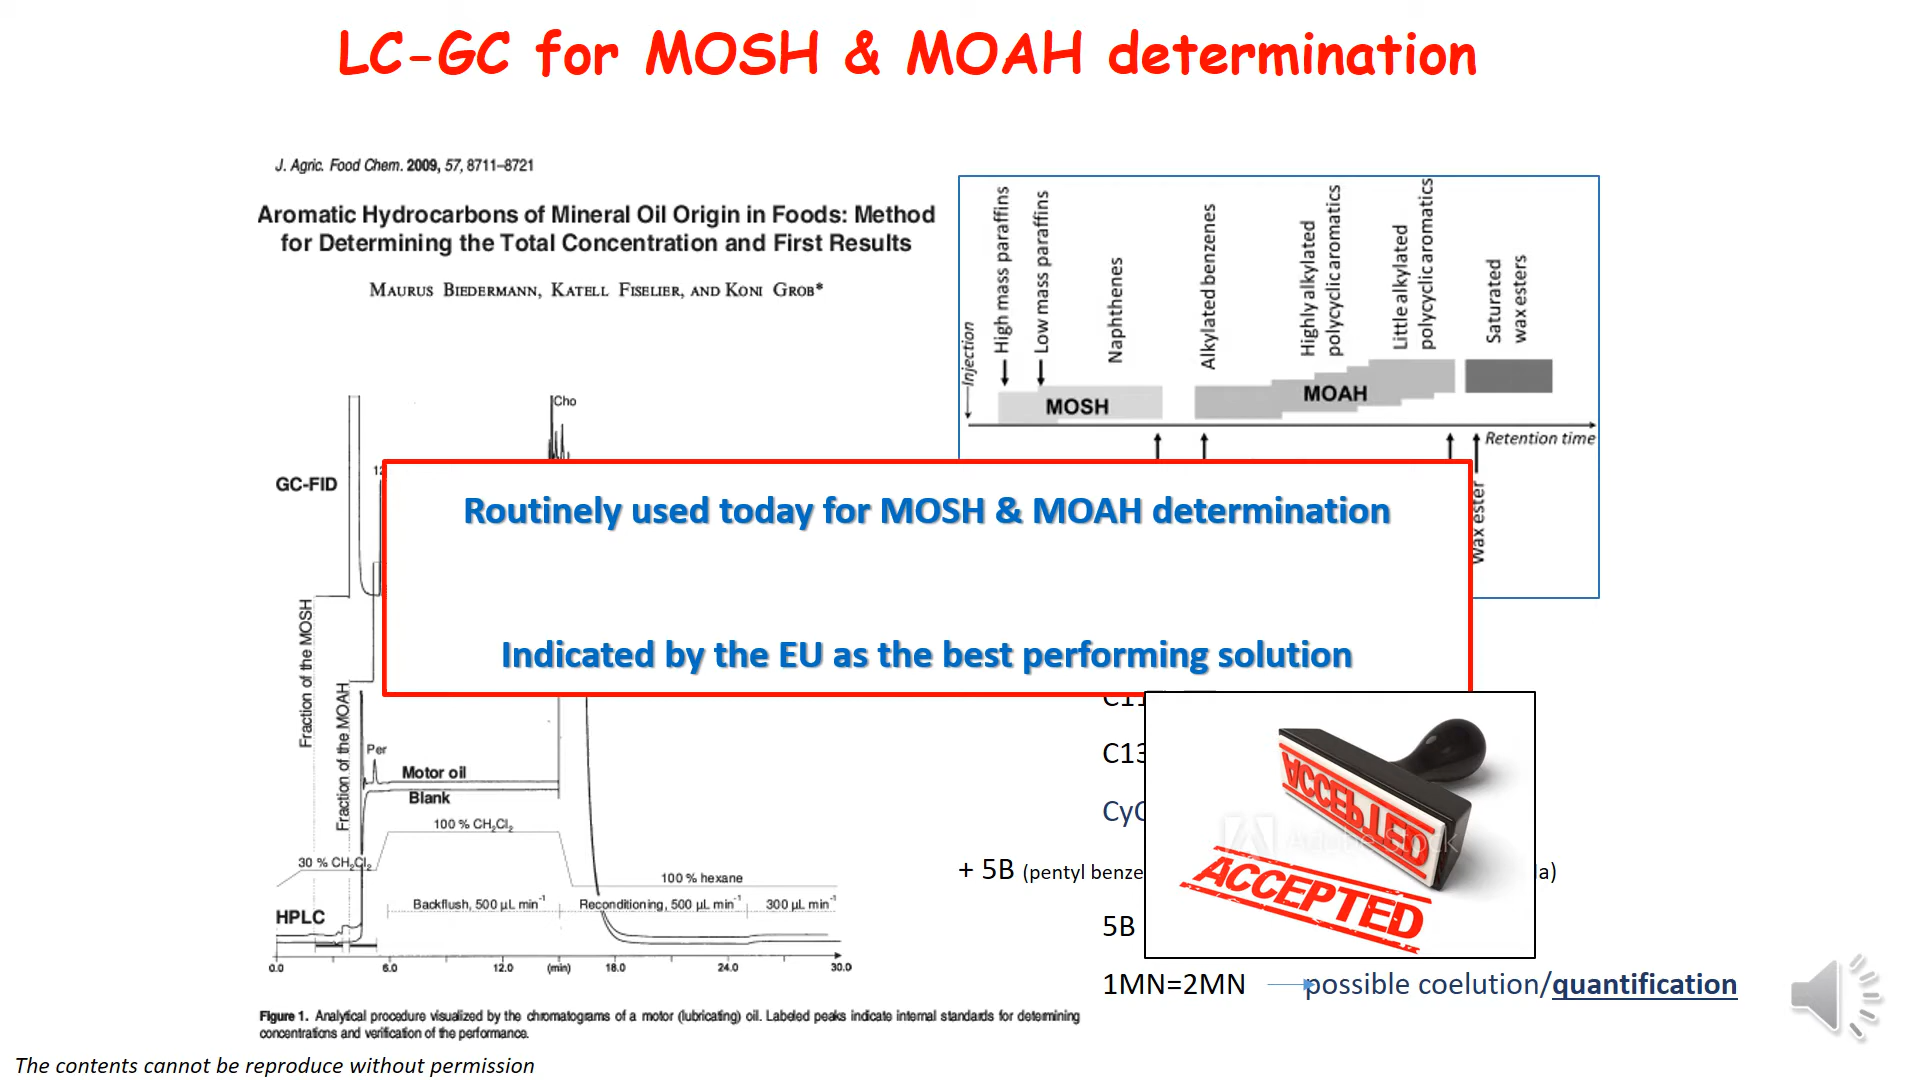 LC-GC for MOSH & MOAH determination
J. Agric. Food Chem. 2009, 57, 8711–8721
Aromatic Hydrocarbons of Mineral Oil Origin in Foods: Method
for Determining the Total Concentration and First Results
MAURUS BIEDERMANN, KATELL FISELIER, AND KONI GROB*
Injection
High mass paraffins
Low mass paraffins
Naphthenes
Alkylated benzenes
Highly alkylated
polycyclic aromatics
Little alkylated
polycyclic aromatics
Saturated
wax esters
MOSH
MOAH
Retention time
Wax ester
Cho
GC-FID
Routinely used today for MOSH & MOAH determination
Indicated by the EU as the best performing solution
Fraction of the MOSH
Fraction of the MOAH
Per
Motor oil
Blank
100 % CH2Cl2
30 % CH2Cl2
100 % hexane
Backflush, 500 µL min-1
Reconditioning, 500 µL min-1
300 µL min-1
HPLC
0.0 6.0 12.0 (min) 18.0 24.0 30.0
C13
+ 5B (pentyl benze
5B
1MN=2MN possible coelution/quantification
ACCEPTED
ACCEPTED
Adobe Stock
Figure 1. Analytical procedure visualized by the chromatograms of a motor (lubricating) oil. Labeled peaks indicate internal standards for determining
concentrations and verification of the performance.
The contents cannot be reproduce without permission